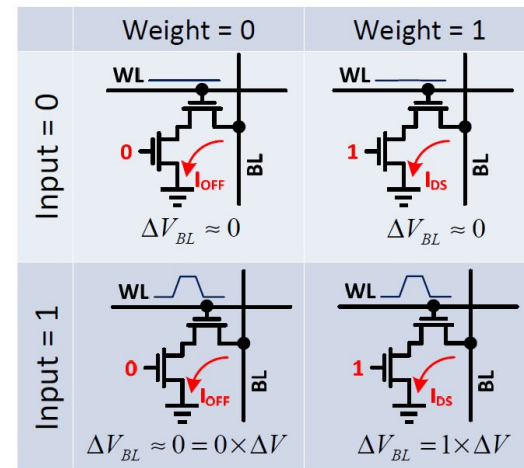 Weight = 0
Weight = 1
Input = 0
WL
0
I_OFF
BL
ΔV_BL ≈ 0
WL
1
I_DS
BL
ΔV_BL ≈ 0
Input = 1
WL
0
I_OFF
BL
ΔV_BL ≈ 0 = 0 × ΔV
WL
1
I_DS
BL
ΔV_BL = 1 × ΔV